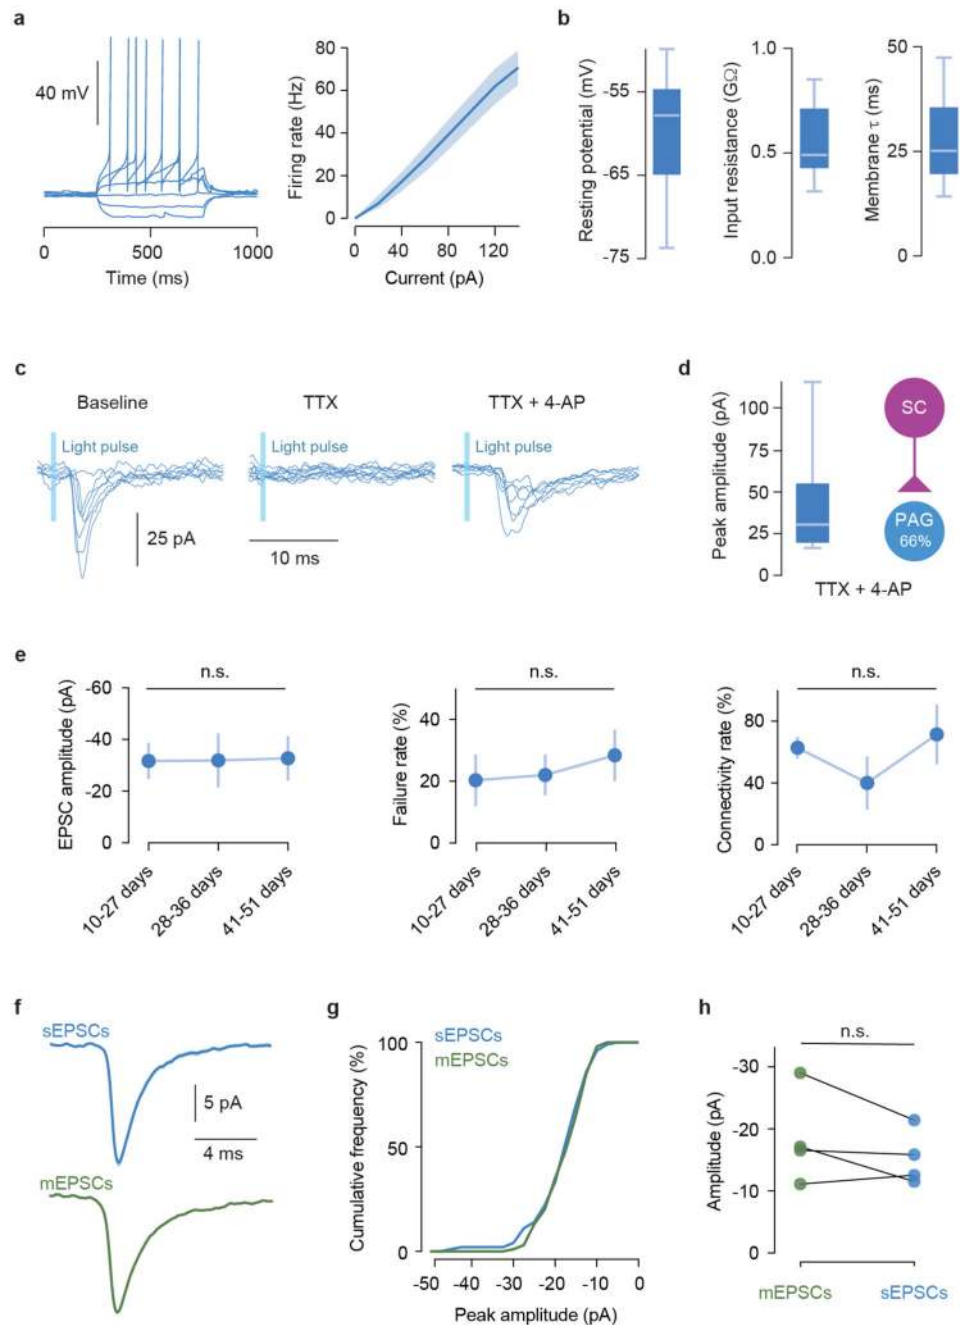 a
40 mV
0
500
1000
Time (ms)
Firing rate (Hz)
80
60
40
20
0
0
40
80
120
Current (pA)
b
Resting potential (mV)
-55
-65
-75
Input resistance (GΩ)
1.0
0.5
0.0
Membrane τ (ms)
50
25
0
c
Baseline
TTX
TTX + 4-AP
Light pulse
Light pulse
Light pulse
25 pA
10 ms
d
Peak amplitude (pA)
100
75
50
25
0
SC
PAG
66%
TTX + 4-AP
e
EPSC amplitude (pA)
-60
-40
-20
0
n.s.
10-27 days
28-36 days
41-51 days
Failure rate (%)
40
20
0
n.s.
10-27 days
28-36 days
41-51 days
Connectivity rate (%)
80
40
0
n.s.
10-27 days
28-36 days
41-51 days
f
sEPSCs
5 pA
4 ms
mEPSCs
g
Cumulative frequency (%)
100
50
0
sEPSCs
mEPSCs
-50
-40
-30
-20
-10
0
Peak amplitude (pA)
h
n.s.
Amplitude (pA)
-30
-20
-10
0
mEPSCs
sEPSCs